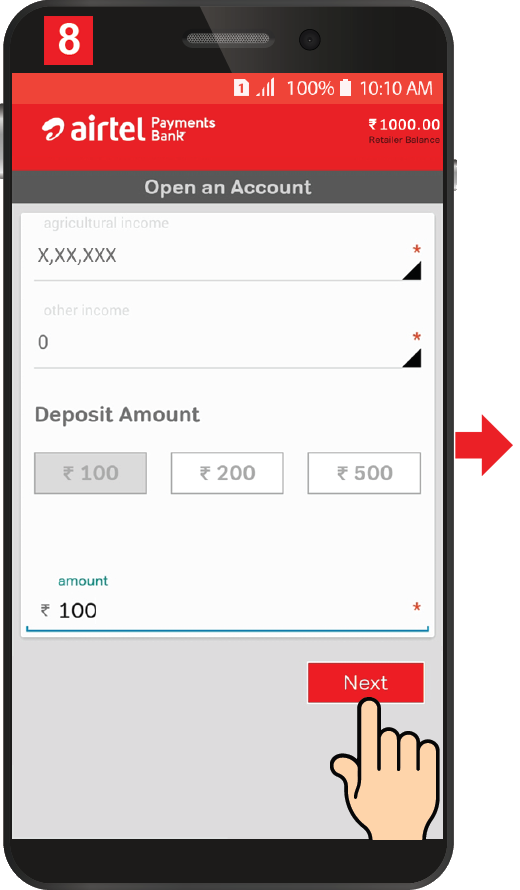 8
1 100% 10:10 AM
airtel Payments Bank ₹1000.00
Retailer Balance
Open an Account
agricultural income
X,XX,XXX *
other income
0 *
Deposit Amount
₹ 100 ₹ 200 ₹ 500
amount
₹ 100 *
Next